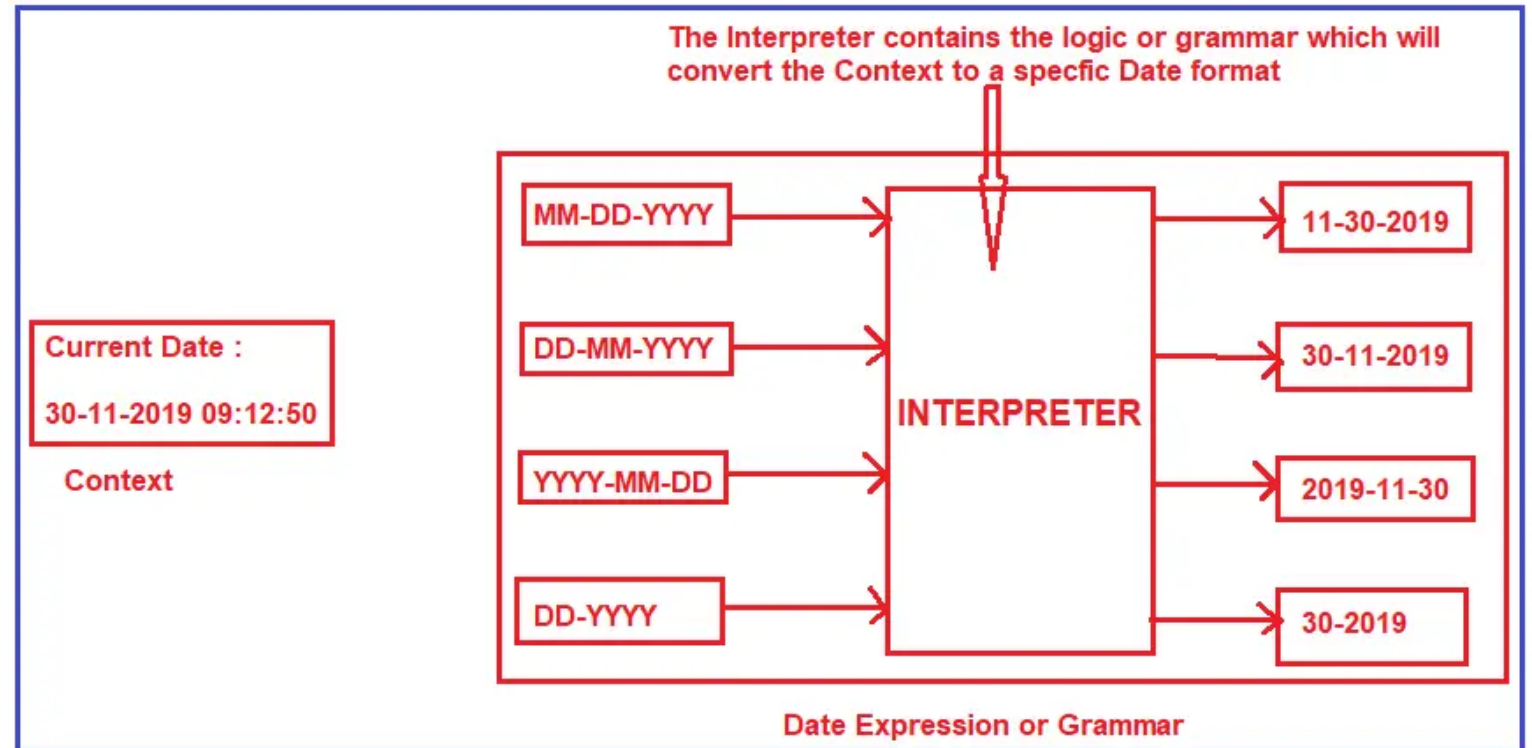 The Interpreter contains the logic or grammar which will
convert the Context to a specfic Date format
MM-DD-YYYY
11-30-2019
Current Date :
DD-MM-YYYY
30-11-2019
30-11-2019 09:12:50
INTERPRETER
Context
YYYY-MM-DD
2019-11-30
DD-YYYY
30-2019
Date Expression or Grammar